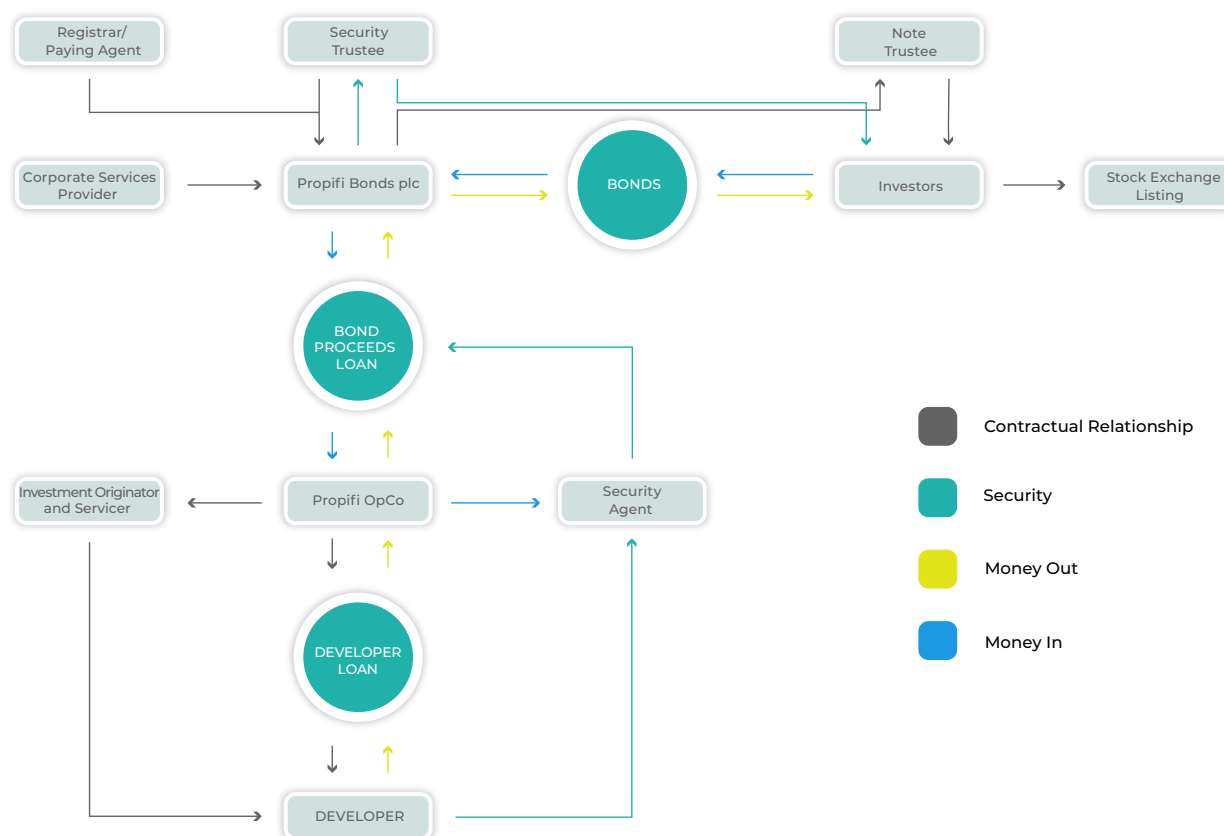 Registrar/
Paying Agent
Security
Trustee
Note
Trustee
Corporate Services
Provider
Propifi Bonds plc
BONDS
Investors
Stock Exchange
Listing
BOND
PROCEEDS
LOAN
Contractual Relationship
Investment Originator
and Servicer
Propifi OpCo
Security
Agent
Security
Money Out
DEVELOPER
LOAN
Money In
DEVELOPER